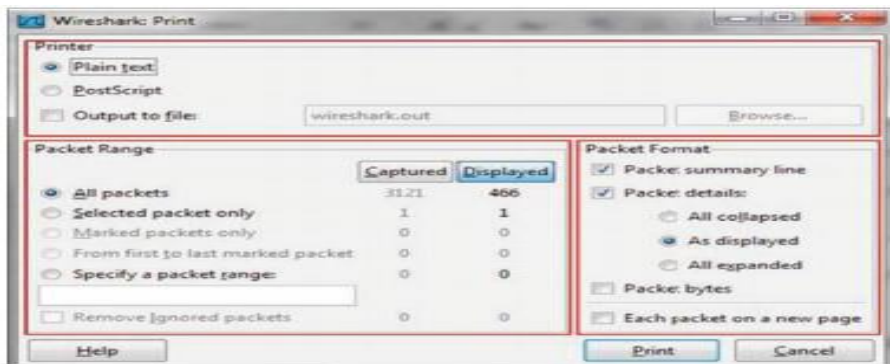 Wireshark: Print
Printer
Plain text
PostScript
Output to file: wireshark.out Browse...
Packet Range
Captured Displayed
All packets 3121 466
Selected packet only 1 1
Marked packets only 0 0
From first to last marked packet 0 0
Specify a packet range: 0 0
Remove Ignored packets 0 0
Packet Format
Packet summary line
Packet details:
All collapsed
As displayed
All expanded
Packet bytes
Each packet on a new page
Help Print Cancel